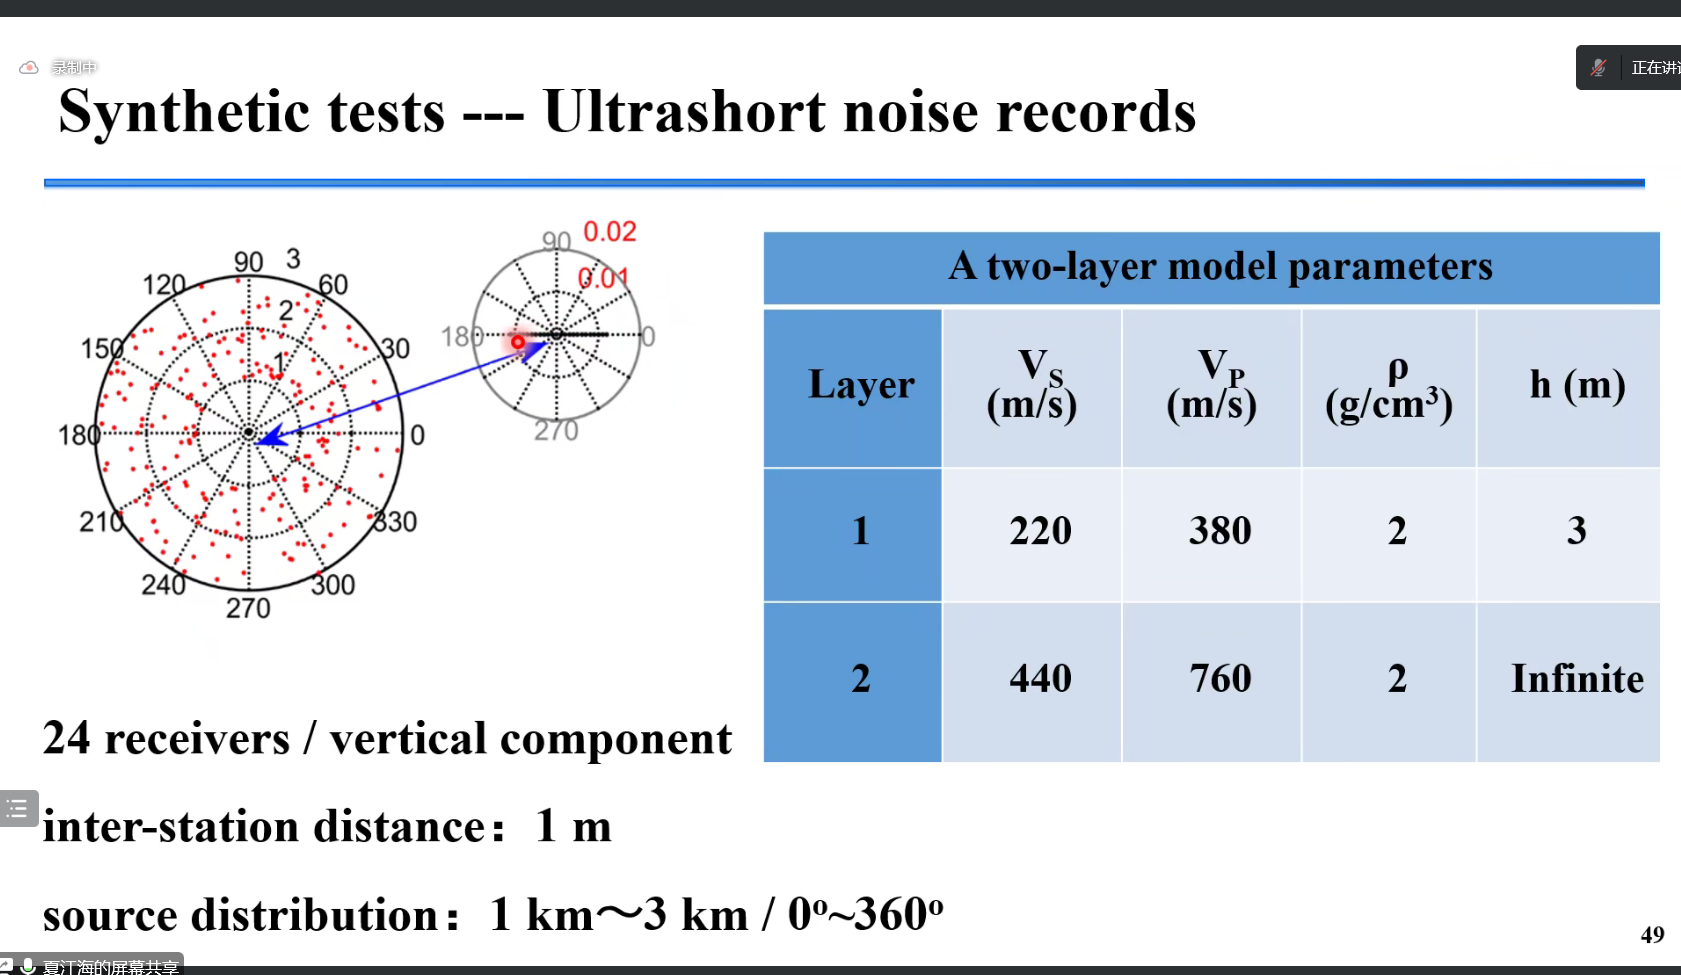 录制中
正在讲
Synthetic tests --- Ultrashort noise records
90 3
120 60
2
150 30
1
180 0
210 330
240 300
270
90 0.02
0.01
180 0
270
A two-layer model parameters
Layer V_S (m/s) V_P (m/s) ρ (g/cm³) h (m)
1 220 380 2 3
2 440 760 2 Infinite
24 receivers / vertical component
inter-station distance：1 m
source distribution：1 km～3 km / 0º~360º
49
夏江海的屏幕共享